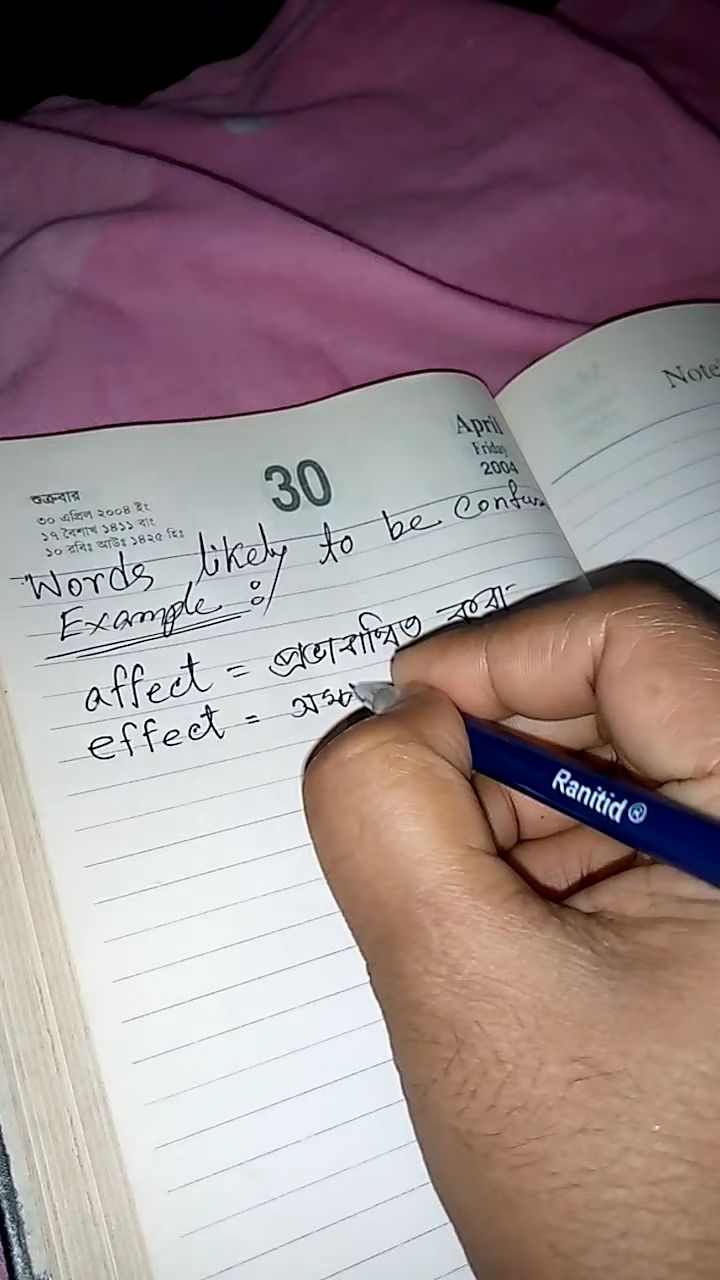 April
Friday
2004
30
শুক্রবার
৩০ এপ্রিল ২০০৪ ইং
১৭ বৈশাখ ১৪১১ বাং
১০ রবিঃ আউঃ ১৪২৫ হিঃ
Note
Words likely to be Confus
Example :
affect = প্রভাবান্বিত করা
effect =
Ranitid®